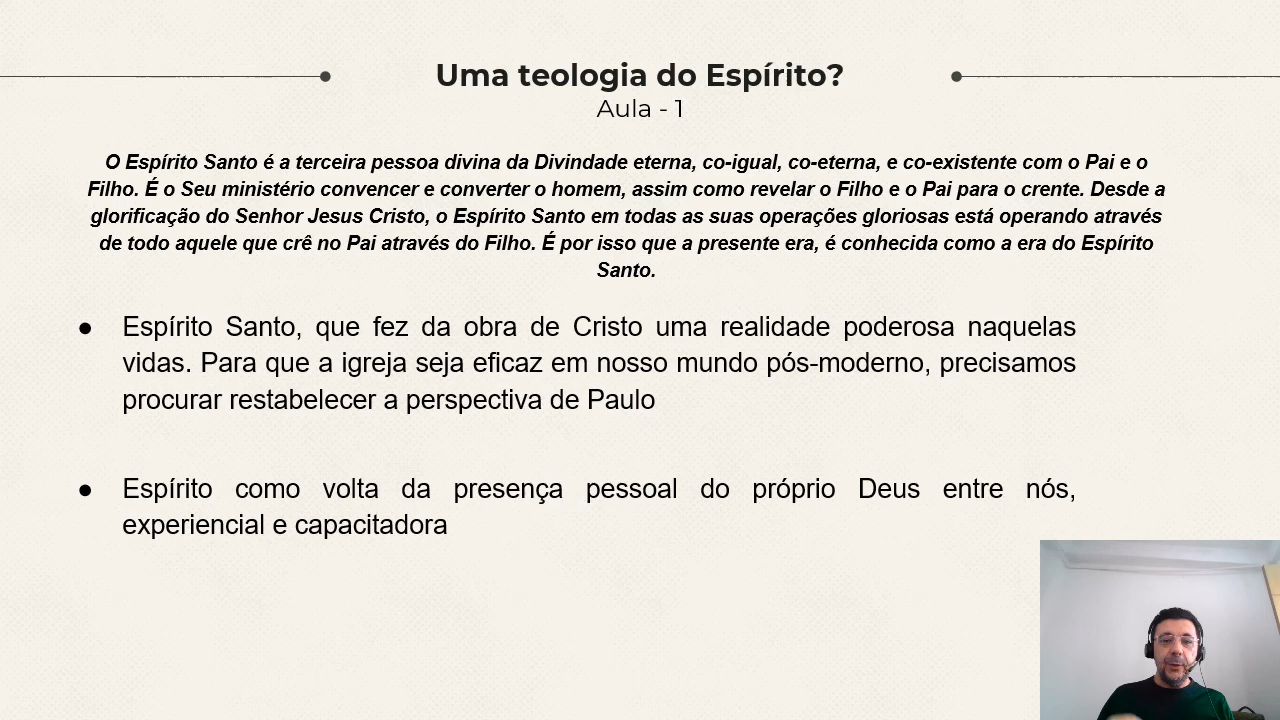 Uma teologia do Espírito?
Aula - 1
O Espírito Santo é a terceira pessoa divina da Divindade eterna, co-igual, co-eterna, e co-existente com o Pai e o
Filho. É o Seu ministério convencer e converter o homem, assim como revelar o Filho e o Pai para o crente. Desde a
glorificação do Senhor Jesus Cristo, o Espírito Santo em todas as suas operações gloriosas está operando através
de todo aquele que crê no Pai através do Filho. É por isso que a presente era, é conhecida como a era do Espírito
Santo.
● Espírito Santo, que fez da obra de Cristo uma realidade poderosa naquelas
vidas. Para que a igreja seja eficaz em nosso mundo pós-moderno, precisamos
procurar restabelecer a perspectiva de Paulo
● Espírito como volta da presença pessoal do próprio Deus entre nós,
experiencial e capacitadora